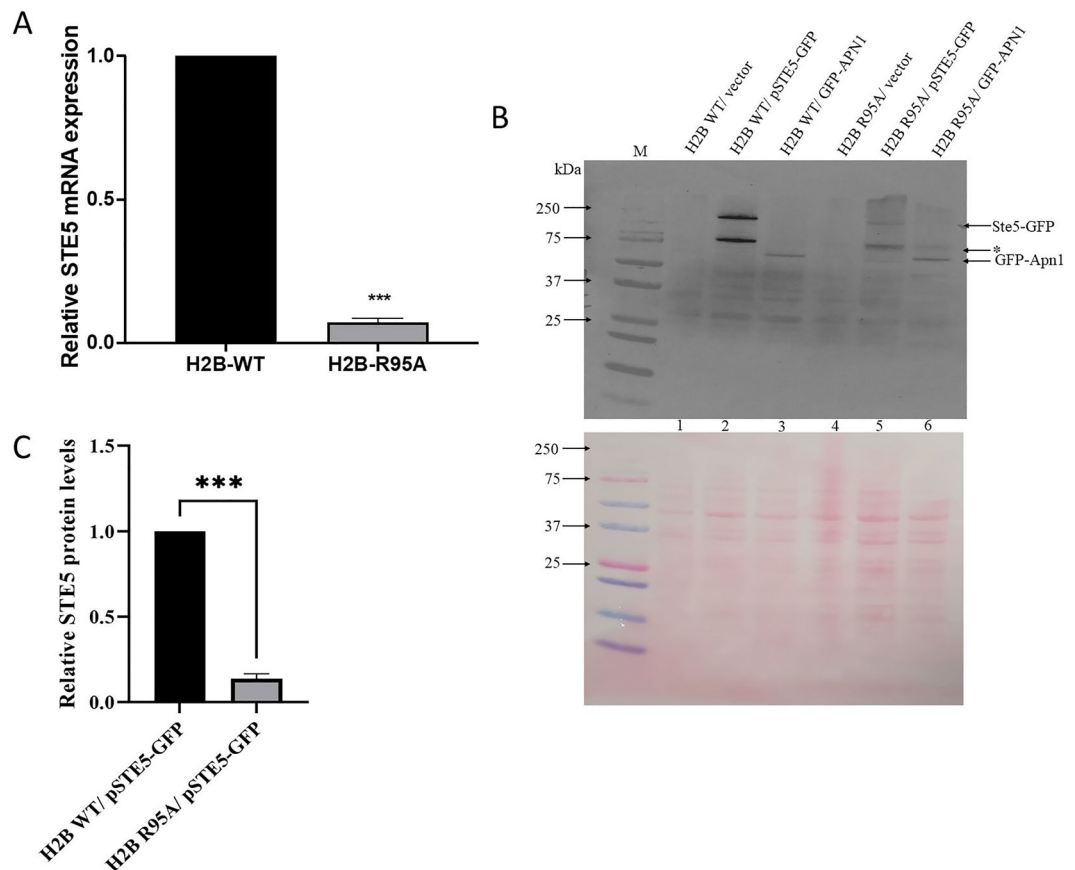 A
Relative STE5 mRNA expression
1.0
0.5
0.0
***
H2B-WT
H2B-R95A
B
H2B WT/ vector
H2B WT/ pSTE5-GFP
H2B WT/ GFP-APN1
H2B R95A/ vector
H2B R95A/ pSTE5-GFP
H2B R95A/ GFP-APN1
M
kDa
250
75
37
25
Ste5-GFP
*
GFP-Apn1
1 2 3 4 5 6
250
75
37
25
C
Relative STE5 protein levels
1.5
1.0
0.5
0.0
***
H2B WT/ pSTE5-GFP
H2B R95A/ pSTE5-GFP